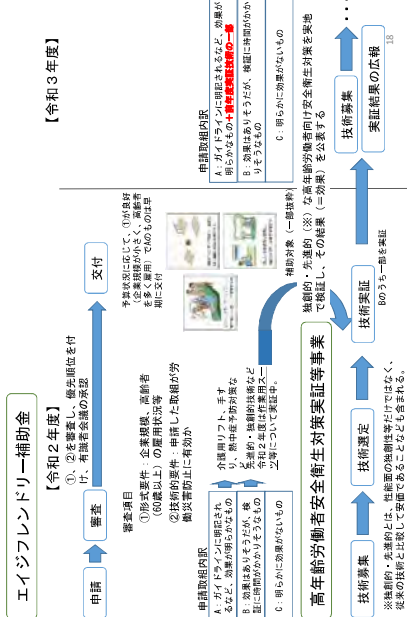 エイジフレンドリー補助金
【令和２年度】
【令和３年度】
申請
審査
交付
①、②を審査し、優先順位を付
け、有識者会議の承認
予算状況に応じて、①が良好
（企業規模が小さく、高齢者
を多く雇用）でAのものは早
期に交付
審査項目
①形式要件：企業規模、高齢者
（60歳以上）の雇用状況等
②技術的要件：申請した取組が労
働災害防止に有効か
申請取組内訳
A：ガイドラインに明記され
るなど、効果が明らかなもの
B：効果はありそうだが、検
証に時間がかかりそうなもの
C：明らかに効果がないもの
介護用リフト、手す
り、熱中症予防対策な
ど
先進的・独創的技術など
令和２年度は作業用スー
ツ等について実証中。
補助対象（一部抜粋）
申請取組内訳
A：ガイドラインに明記されるなど、効果が
明らかなもの＋前年度実証技術の一部
B：効果はありそうだが、検証に時間がかか
りそうなもの
C：明らかに効果がないもの
高年齢労働者安全衛生対策実証等事業
独創的・先進的（※）な高年齢労働者向け安全衛生対策を実地
で検証し、その結果（＝効果）を公表する
技術募集
技術選定
技術実証
Bのうち一部を実証
技術募集
実証結果の広報
・・・
※独創的・先進的とは、性能面の独創性等だけではなく、
従来の技術と比較して安価であることなども含まれる。
18